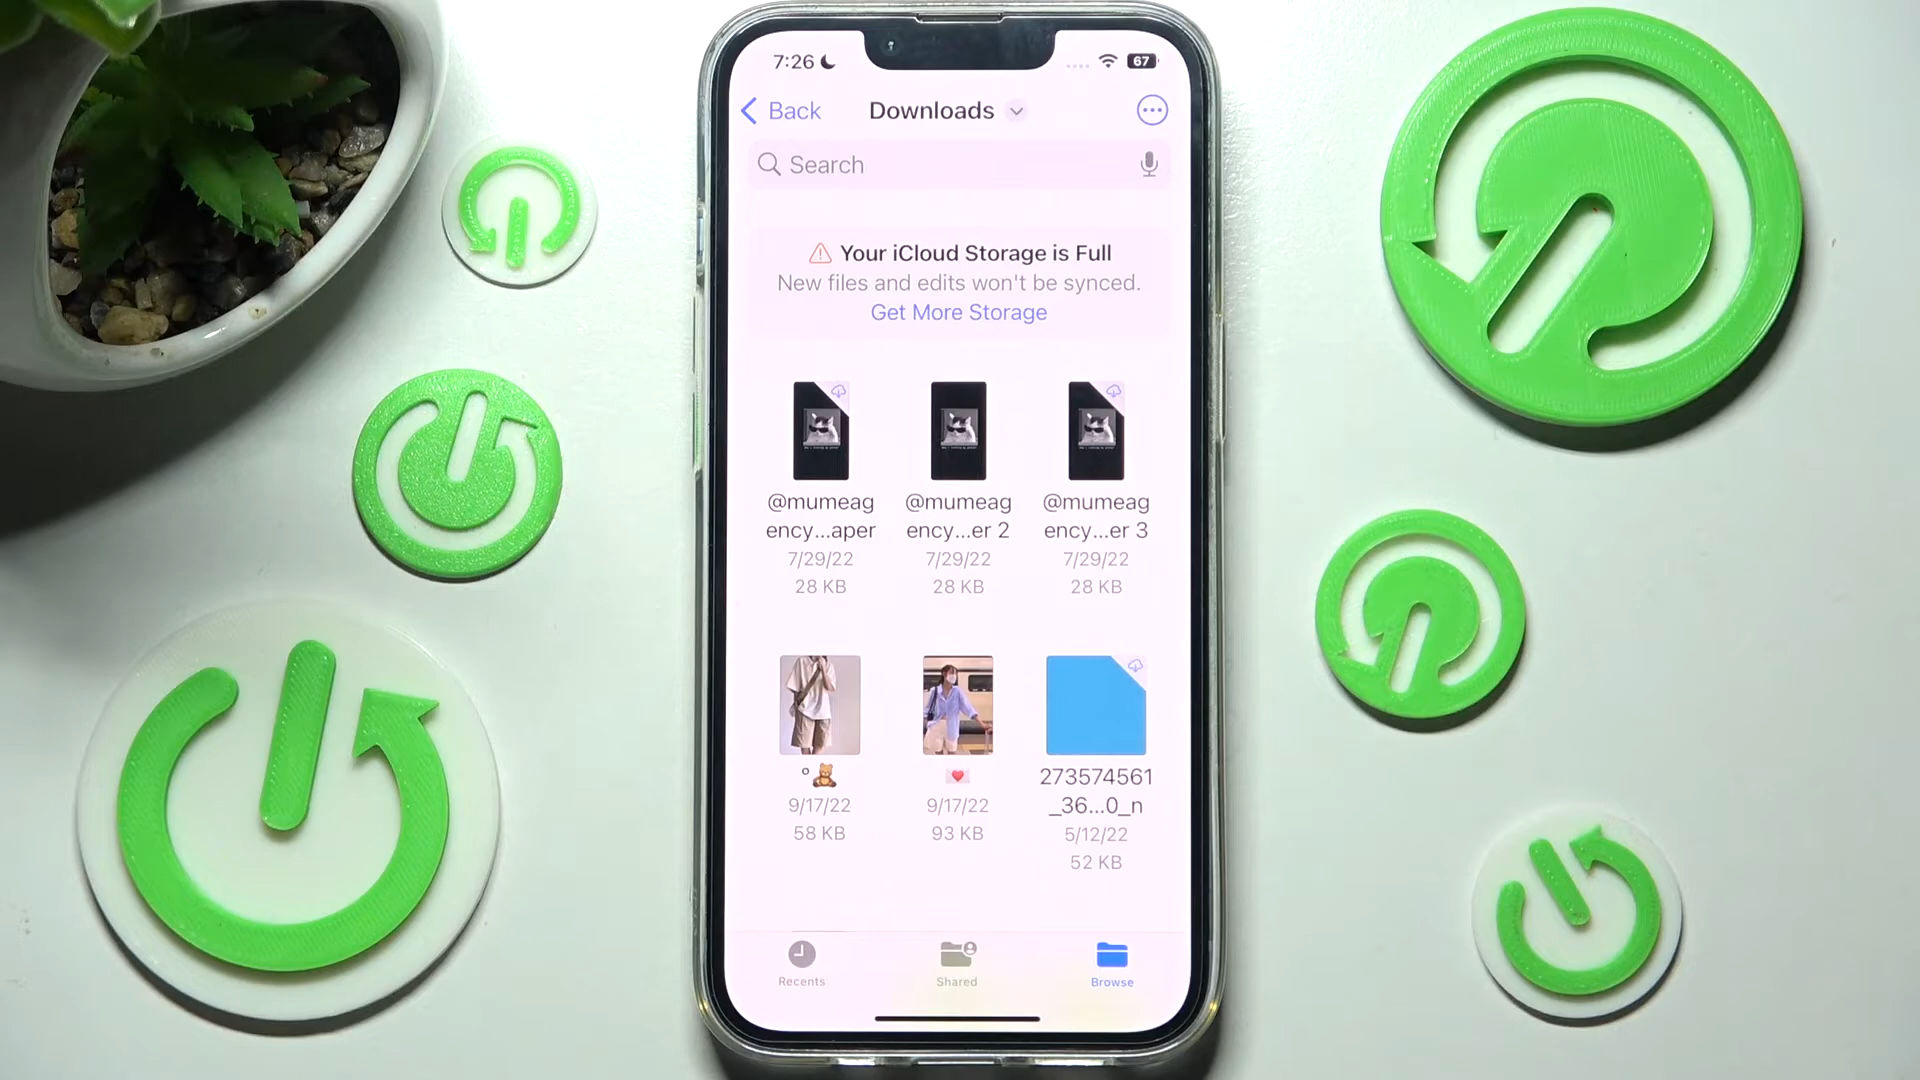 7:26
67
Back
Downloads
Search
Your iCloud Storage is Full
New files and edits won't be synced.
Get More Storage
@mumeag
ency...aper
7/29/22
28 KB
@mumeag
ency...er 2
7/29/22
28 KB
@mumeag
ency...er 3
7/29/22
28 KB
9/17/22
58 KB
9/17/22
93 KB
273574561
_36...0_n
5/12/22
52 KB
Recents
Shared
Browse